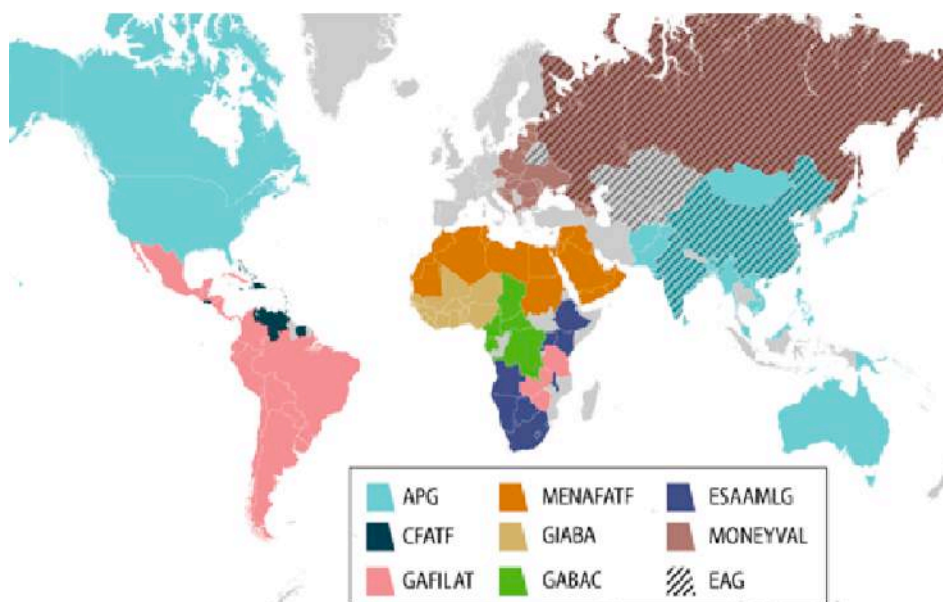 APG MENAFATF ESAAMLG
CFATF GIABA MONEYVAL
GAFILAT GABAC EAG